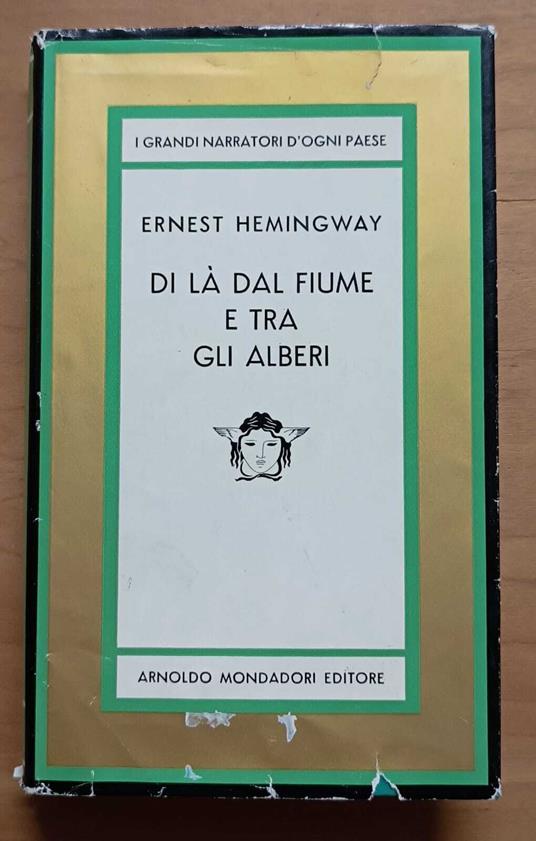 I GRANDI NARRATORI D'OGNI PAESE
ERNEST HEMINGWAY
DI LÀ DAL FIUME
E TRA
GLI ALBERI
ARNOLDO MONDADORI EDITORE